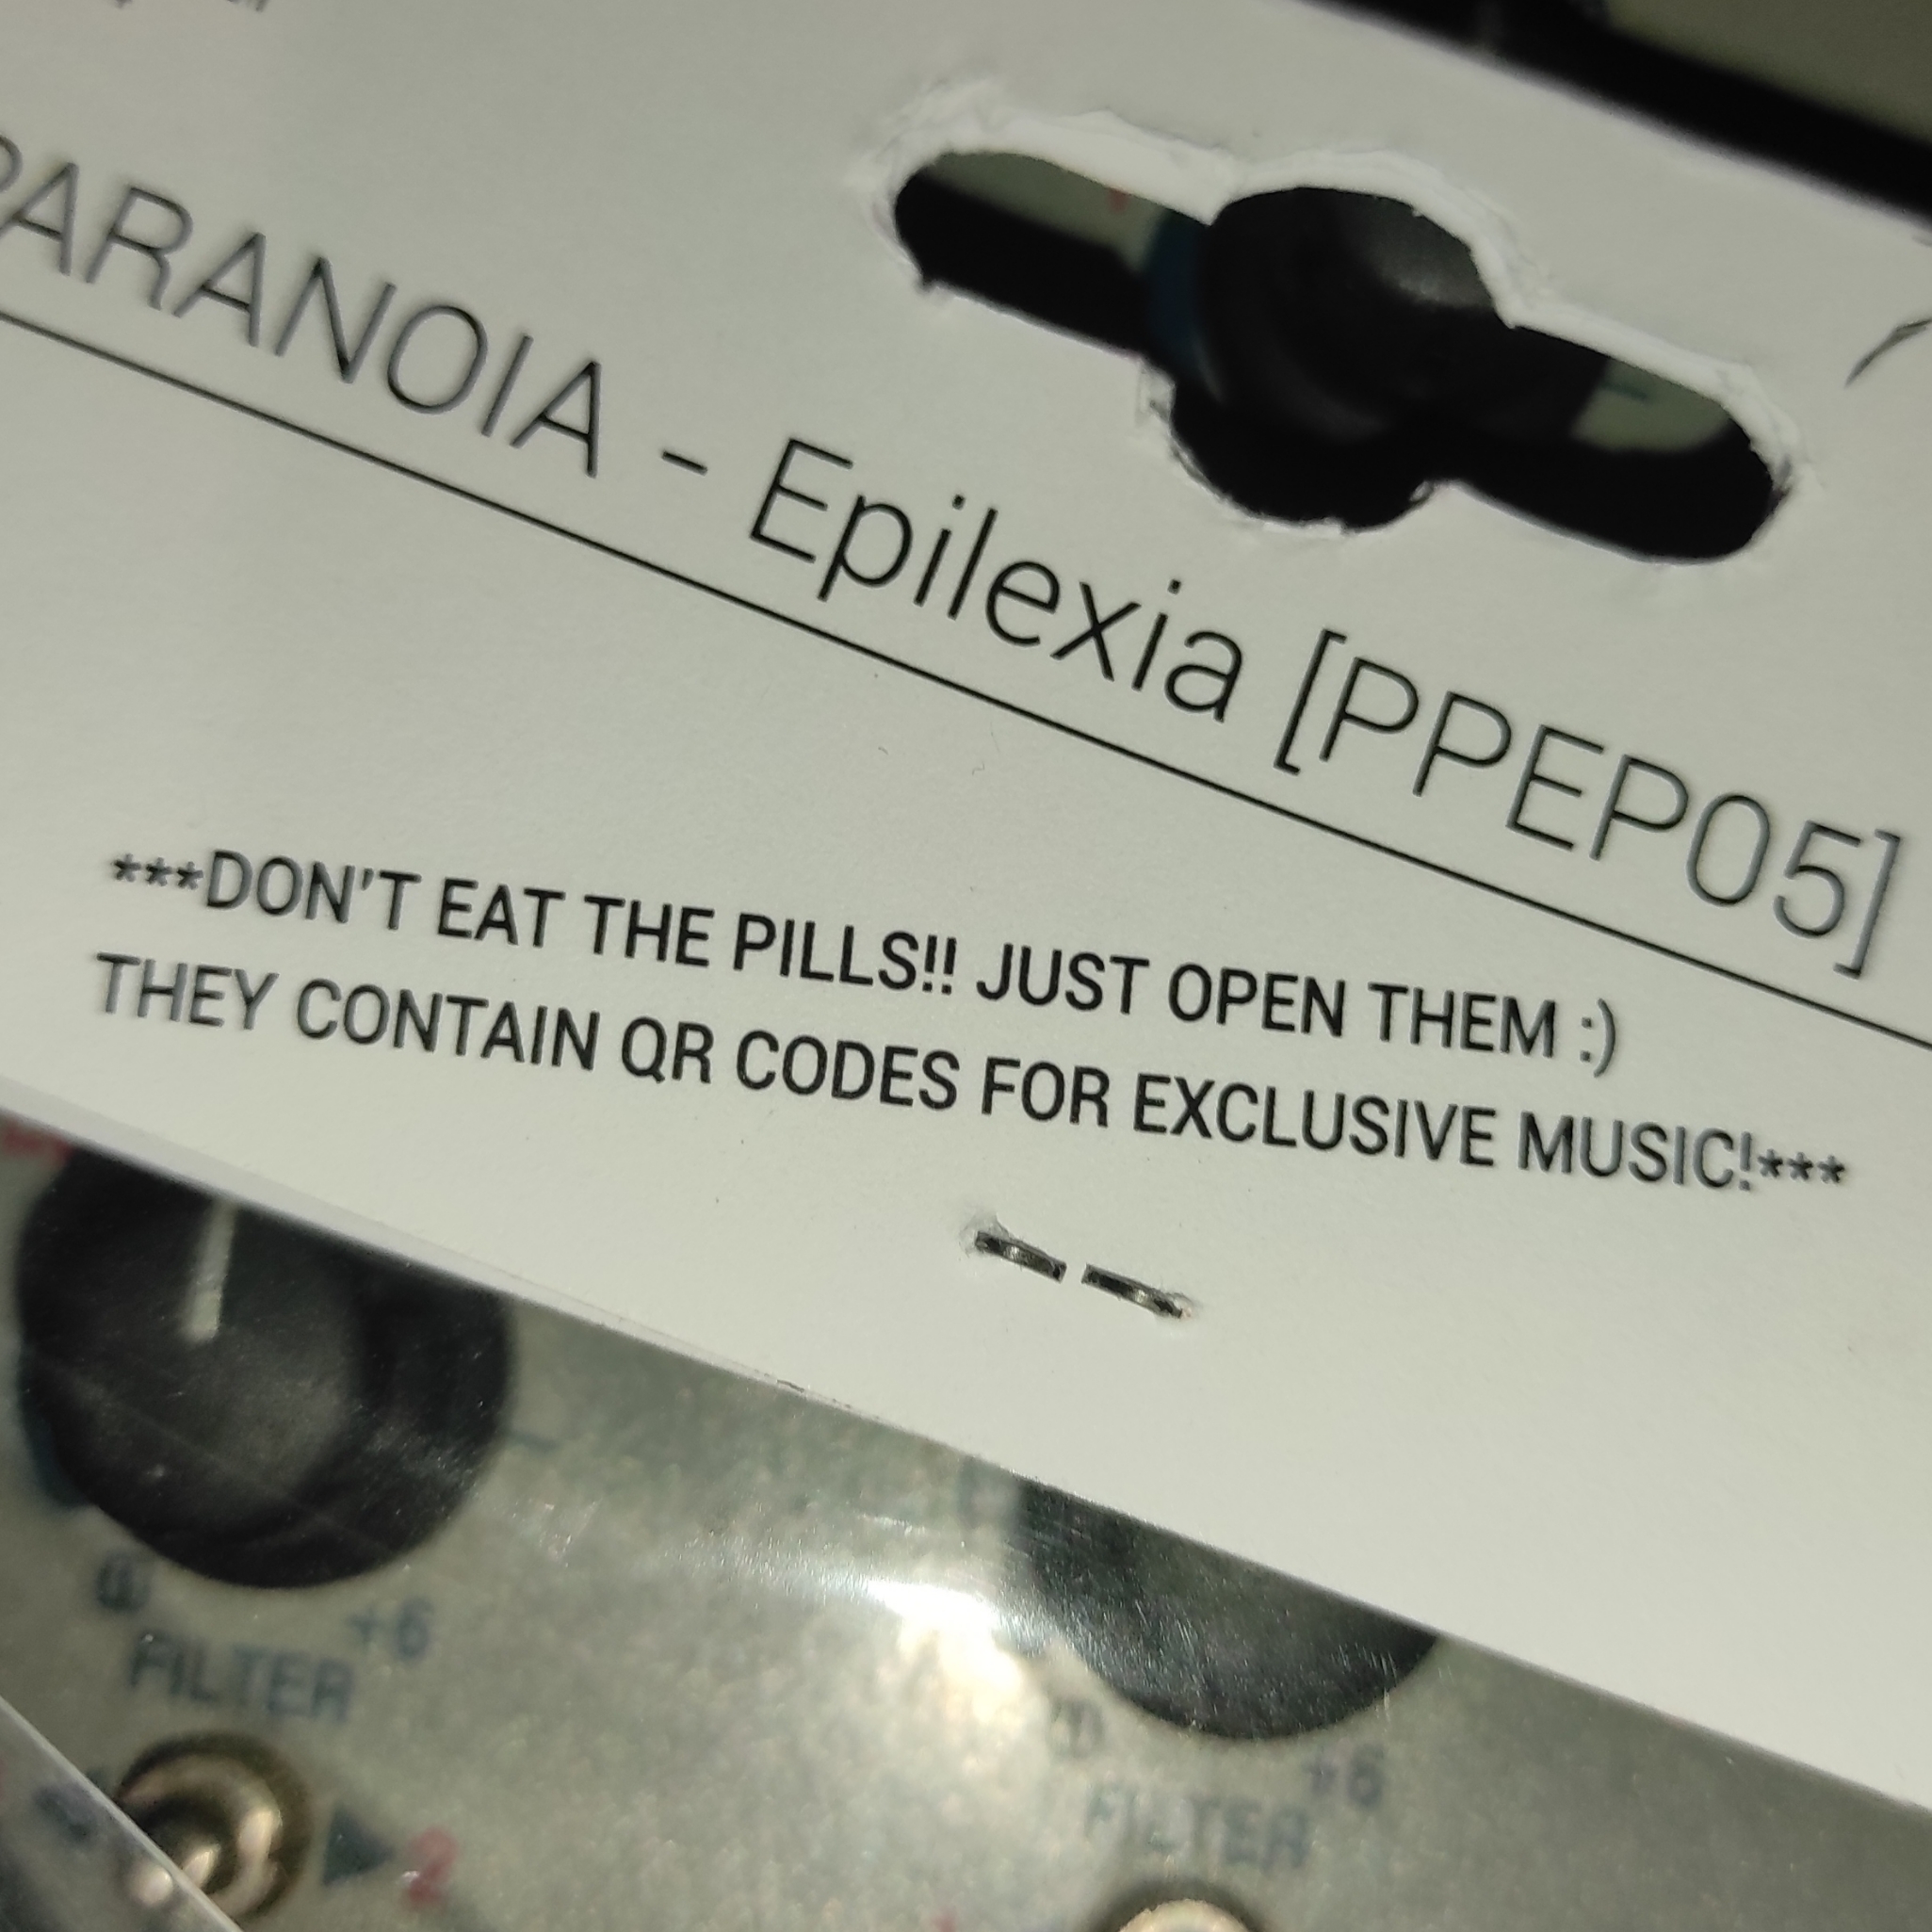 PARANOIA - Epilexia [PPEP05]
***DON'T EAT THE PILLS!! JUST OPEN THEM :)
THEY CONTAIN QR CODES FOR EXCLUSIVE MUSIC!***
+6
FILTER
+6
FILTER
2